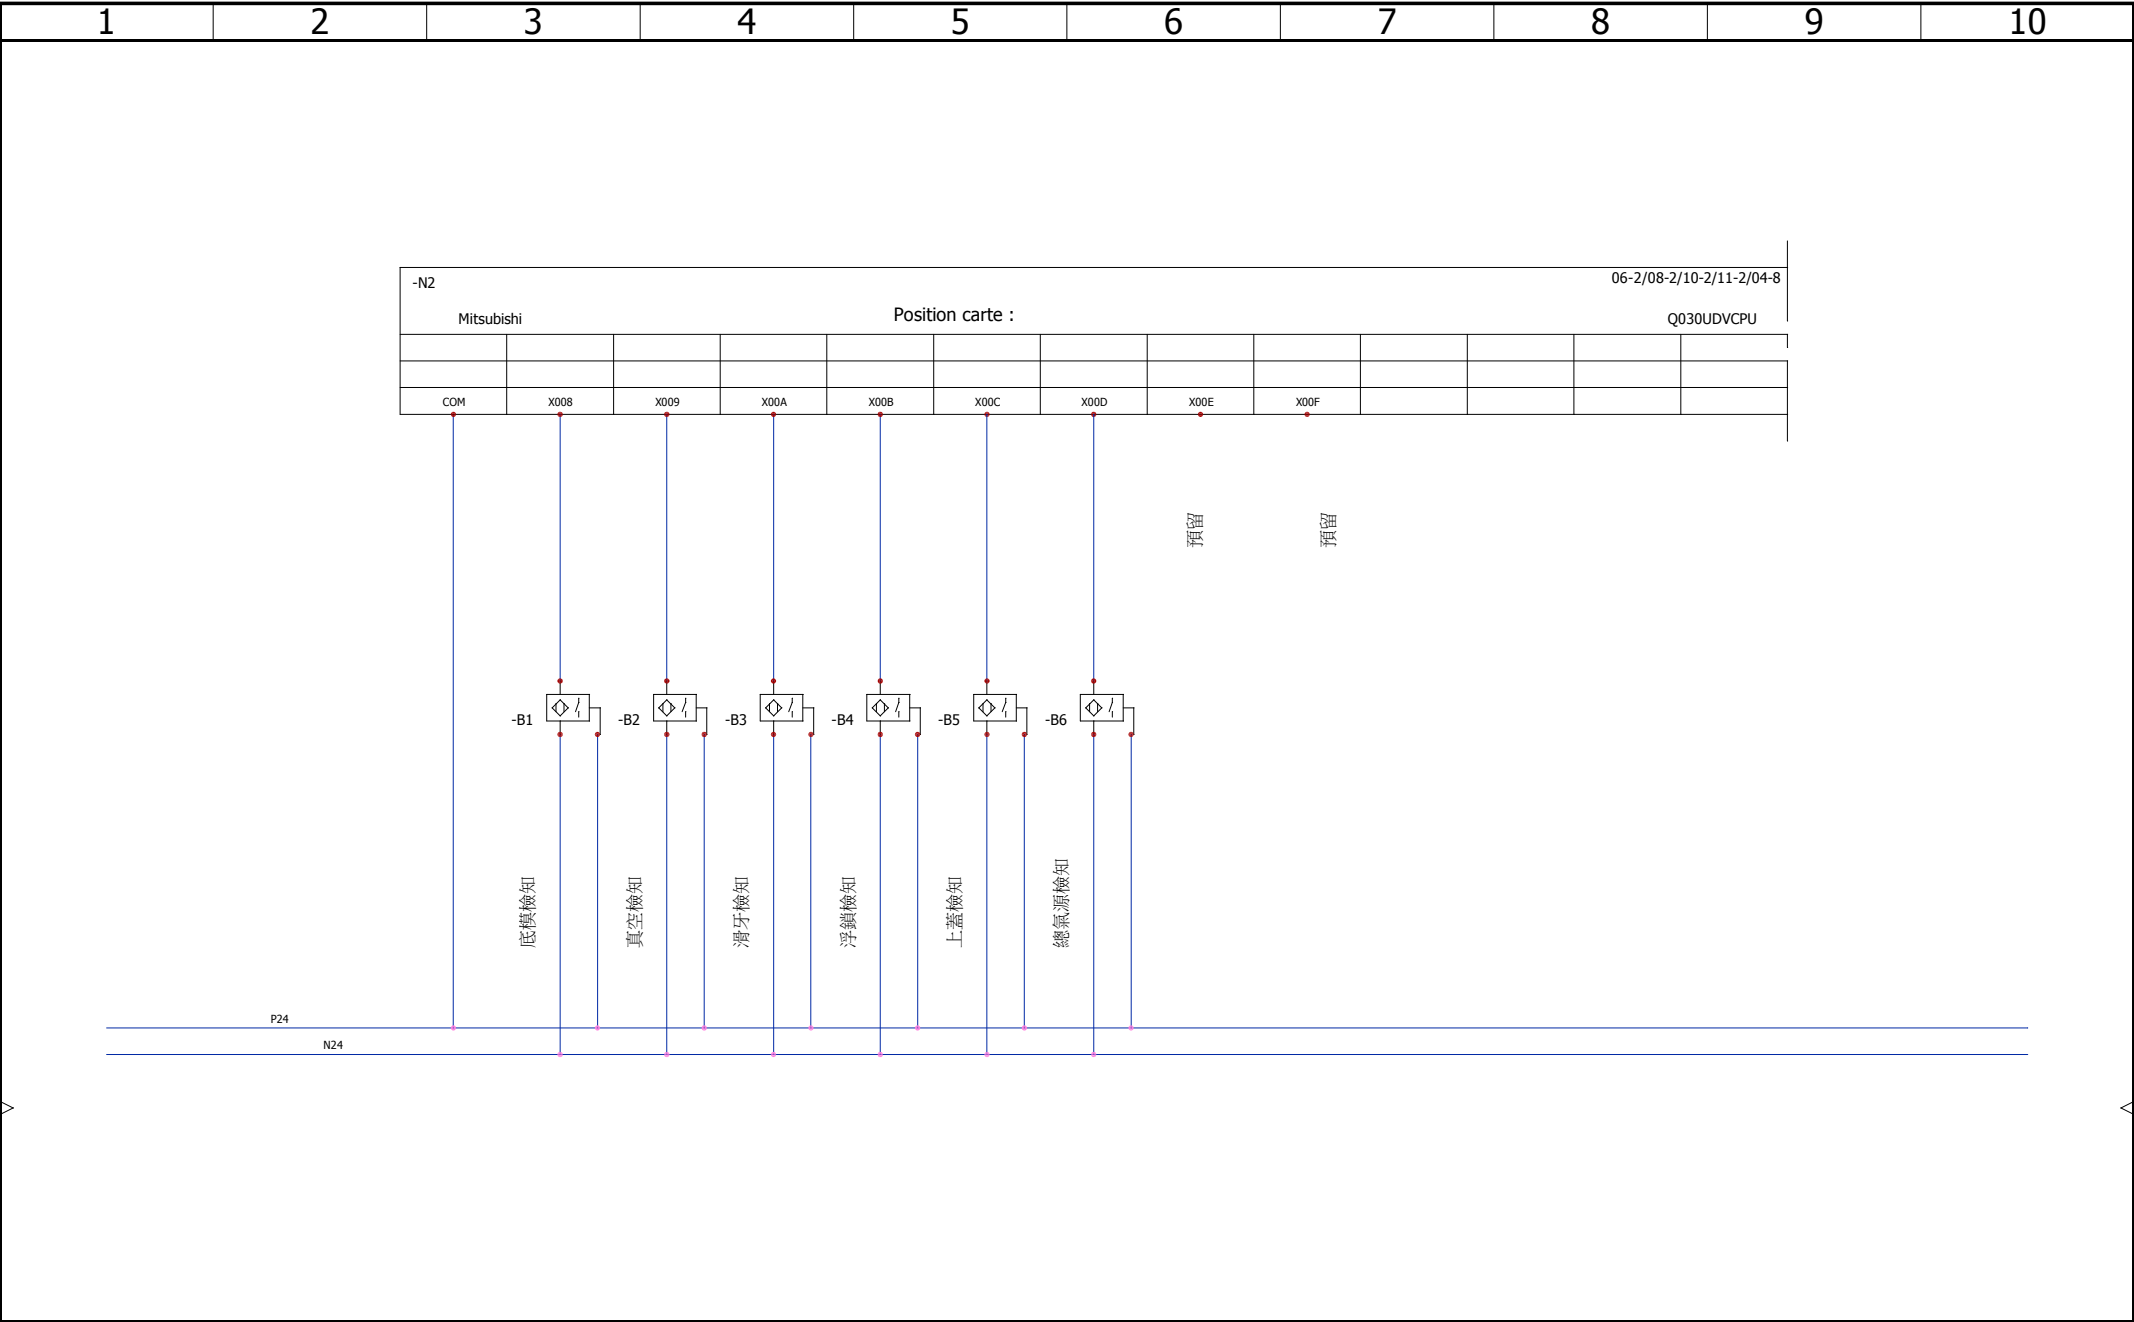 1 2 3 4 5 6 7 8 9 10
-N2 06-2/08-2/10-2/11-2/04-8
Mitsubishi Position carte : Q030UDVCPU
COM X008 X009 X00A X00B X00C X00D X00E X00F
預留 預留
-B1 -B2 -B3 -B4 -B5 -B6
底模檢知
真空檢知
滑牙檢知
浮鎖檢知
上蓋檢知
總氣源檢知
P24
N24